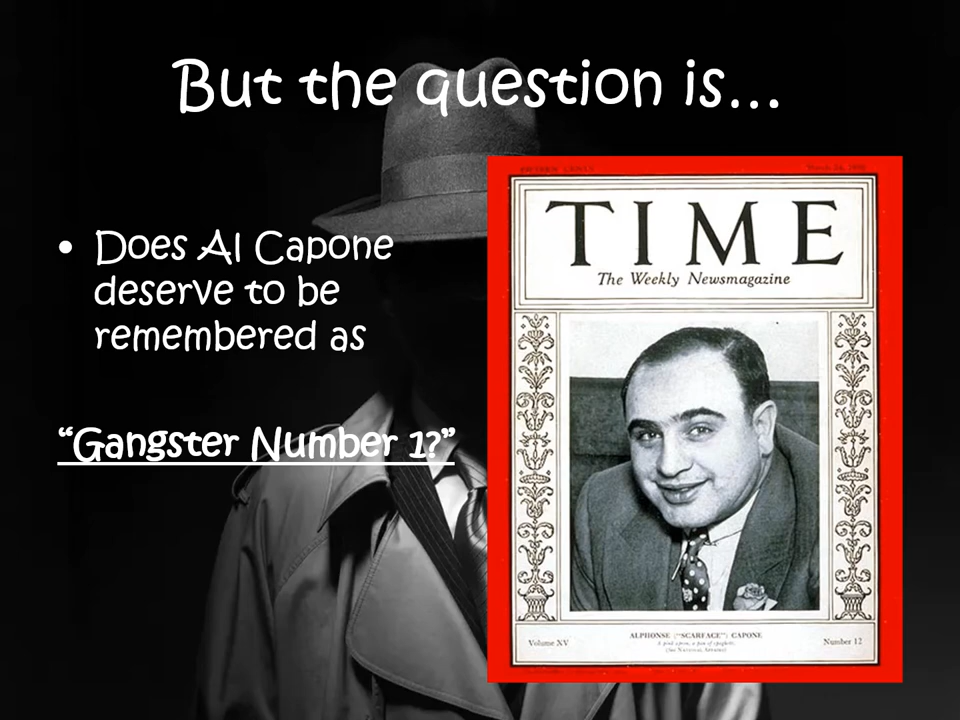 But the question is...
• Does Al Capone
deserve to be
remembered as
“Gangster Number 1?”
TIME
The Weekly Newsmagazine
Volume XV
ALPHONSE ("SCARFACE") CAPONE
Number 12